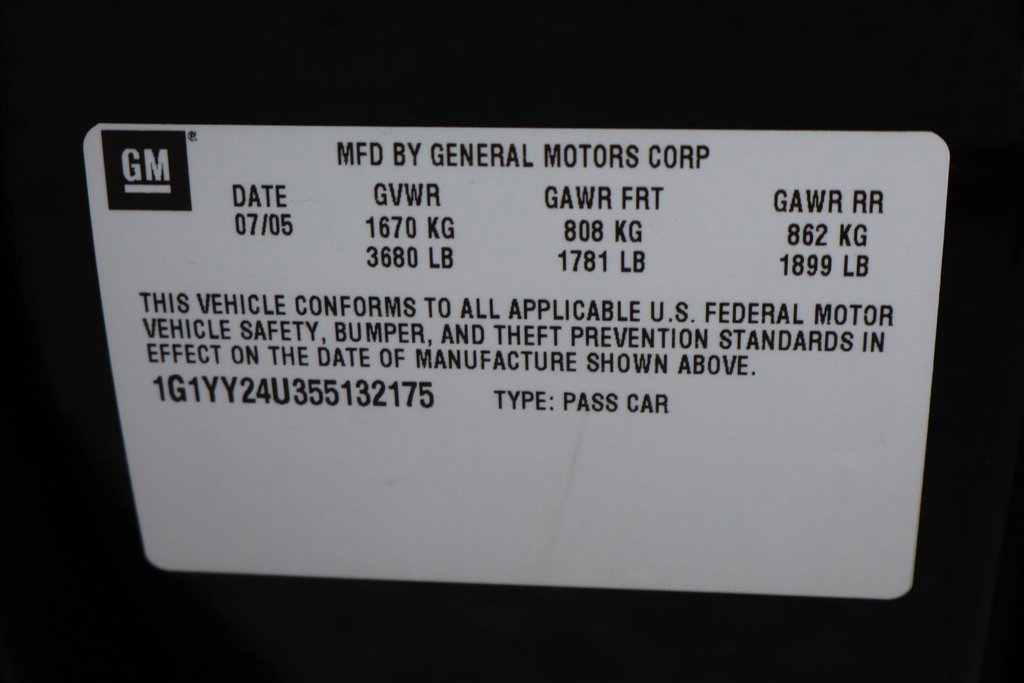 GM®
MFD BY GENERAL MOTORS CORP
DATE GVWR GAWR FRT GAWR RR
07/05 1670 KG 808 KG 862 KG
3680 LB 1781 LB 1899 LB
THIS VEHICLE CONFORMS TO ALL APPLICABLE U.S. FEDERAL MOTOR
VEHICLE SAFETY, BUMPER, AND THEFT PREVENTION STANDARDS IN
EFFECT ON THE DATE OF MANUFACTURE SHOWN ABOVE.
1G1YY24U355132175 TYPE: PASS CAR